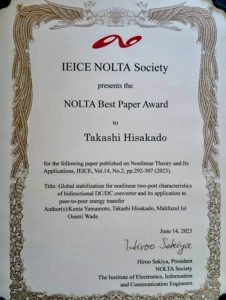 IEICE NOLTA Society
presents the
NOLTA Best Paper Award
to
Takashi Hisakado
for the following paper published on Nonlinear Theory and Its
Applications, IEICE, Vol.14, No.2, pp.292-307 (2023).
Title: Global stabilization for nonlinear two-port characteristics
of bidirectional DC/DC converter and its application to
peer-to-peer energy transfer
Author(s): Kenta Yamamoto, Takashi Hisakado, Mahfuzul Isl
Osami Wada
June 14, 2025
Hiroo Sekiya
Hiroo Sekiya, President
NOLTA Society
The Institute of Electronics, Information
and Communication Engineers